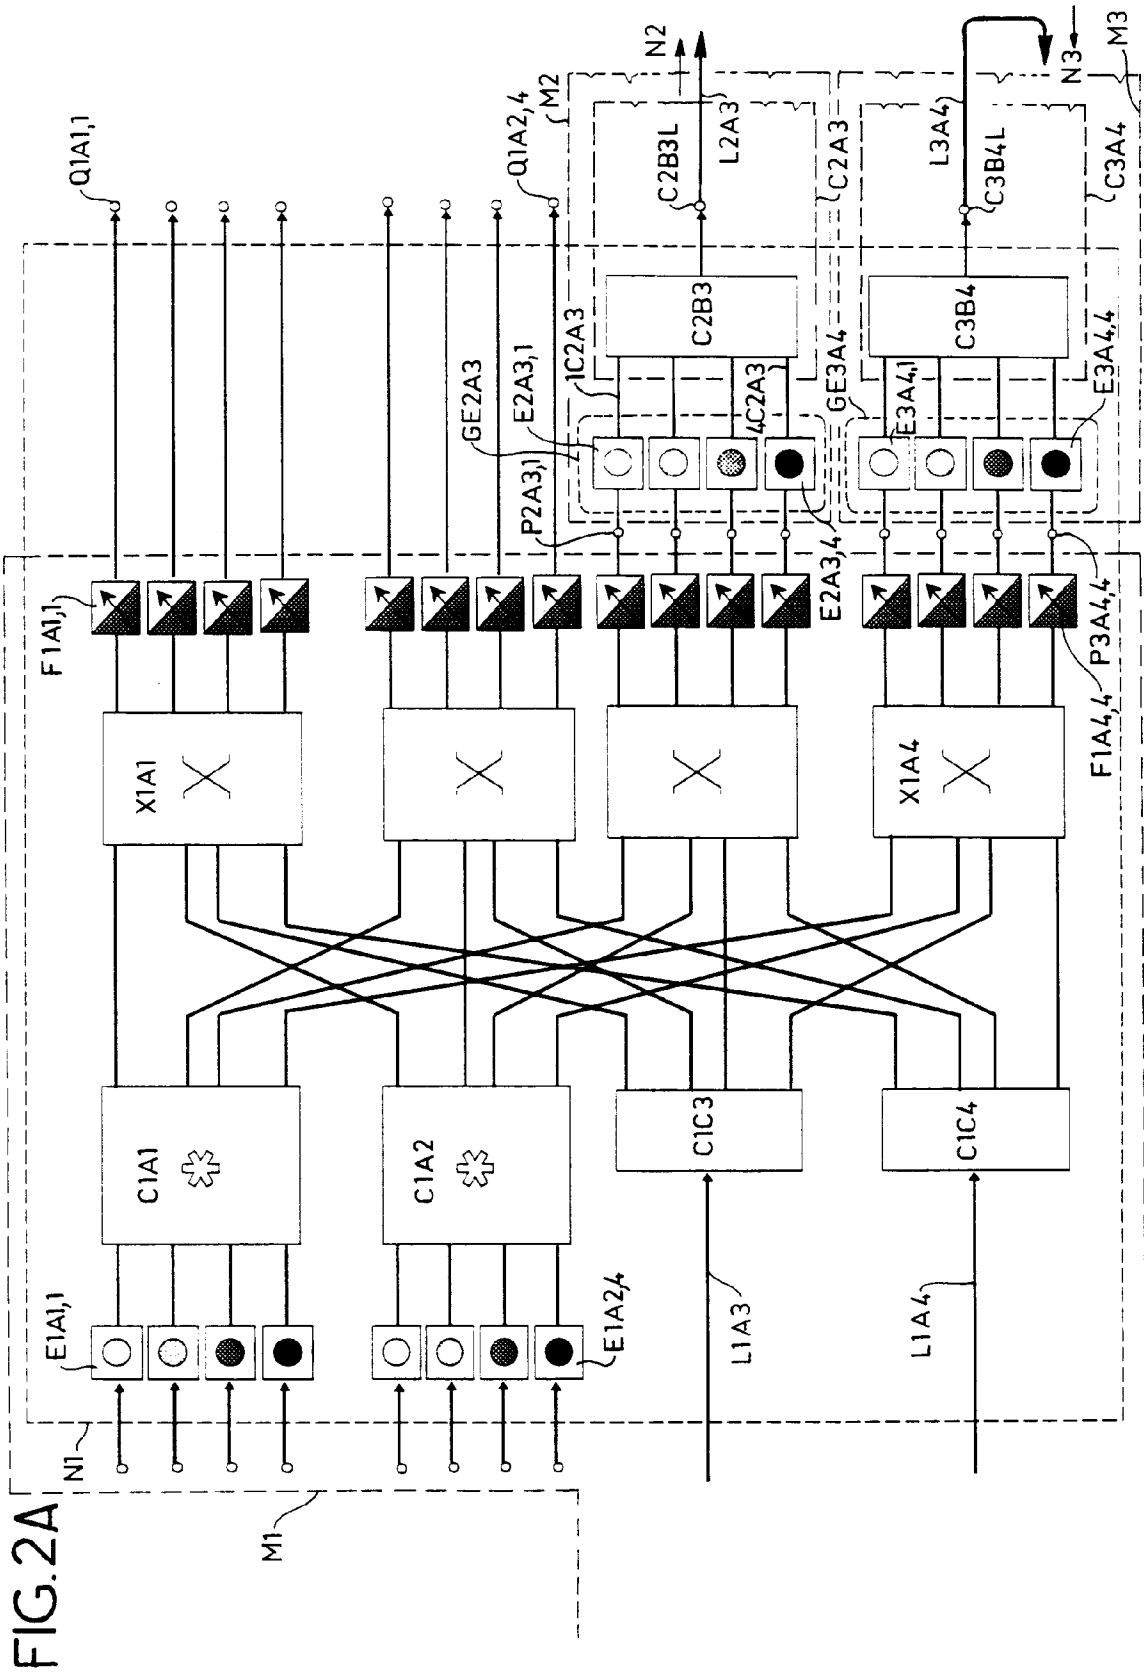 FIG.2A
N1
M1
E1A1,1
C1A1
X1A1
F1A1,1
Q1A1,1
E1A2,4
C1A2
Q1A2,4
L1A3
C1C3
L1A4
C1C4
X1A4
F1A4,4
P3A4,4
P2A3,1
E2A3,4
GE2A3
E2A3,1
1C2A3
4C2A3
C2B3
C2B3L
L2A3
C2A3
M2
N2
GE3A4
E3A4,1
E3A4,4
C3B4
C3B4L
L3A4
C3A4
N3
M3